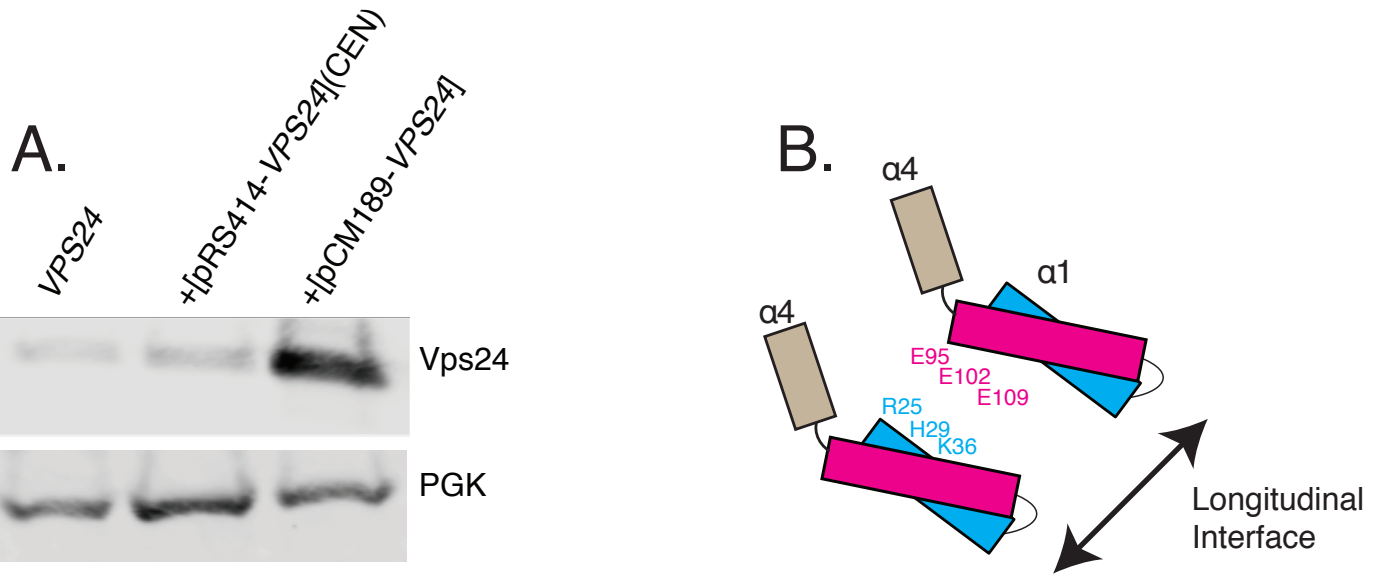 A.
VPS24
+[pRS414-VPS24](CEN)
+[pCM189-VPS24]
Vps24
PGK
B.
α4
α1
α4
E95
E102
E109
R25
H29
K36
Longitudinal
Interface